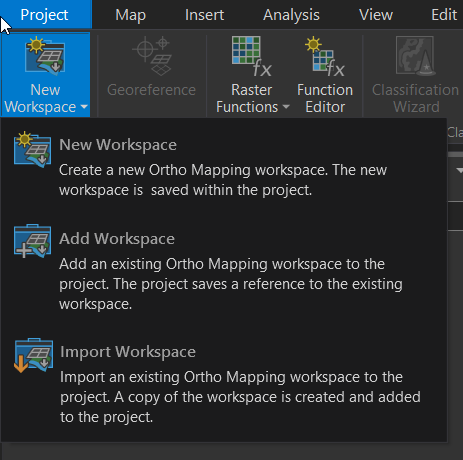 Project Map Insert Analysis View Edit
New Workspace
Georeference
Raster Functions
Function Editor
Classification Wizard
Cla
New Workspace
Create a new Ortho Mapping workspace. The new
workspace is  saved within the project.
Add Workspace
Add an existing Ortho Mapping workspace to the
project. The project saves a reference to the existing
workspace.
Import Workspace
Import an existing Ortho Mapping workspace to the
project. A copy of the workspace is created and added
to the project.